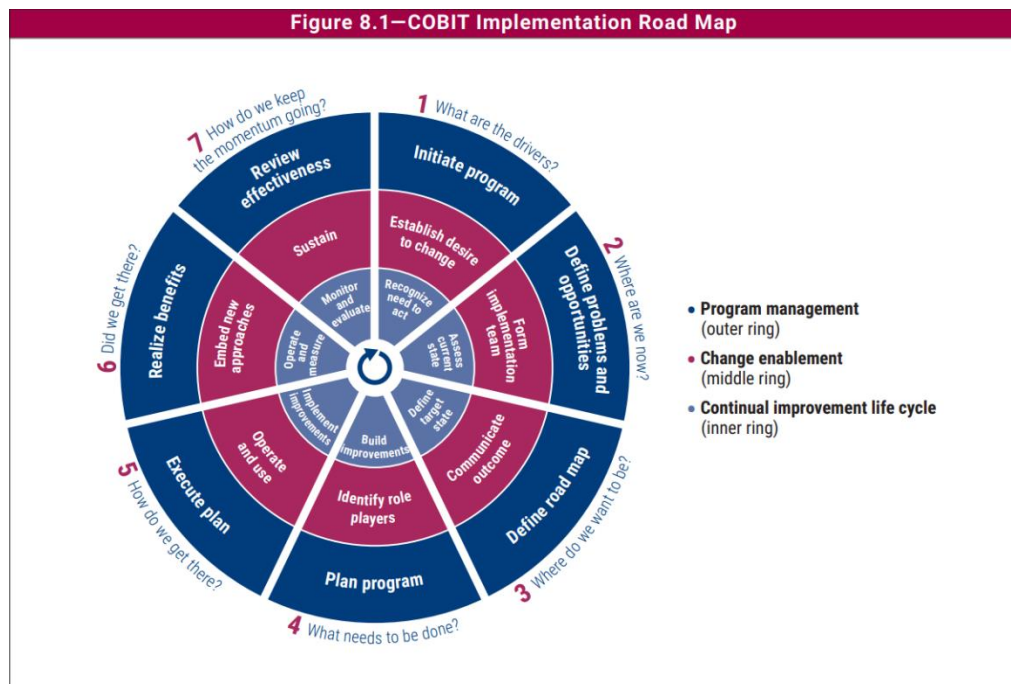 Figure 8.1—COBIT Implementation Road Map
1 What are the drivers?
Initiate program
Establish desire
to change
Recognize
need to
act
2 Where are we now?
Define problems and
opportunities
Form
implementation
team
Assess
current
state
3 Where do we want to be?
Define road map
Communicate
outcome
Define
target
state
4 What needs to be done?
Plan program
Identify role
players
Build
improvements
5 How do we get there?
Execute plan
Operate
and use
Implement
improvements
6 Did we get there?
Realize benefits
Embed new
approaches
Operate
and
measure
7 How do we keep
the momentum going?
Review
effectiveness
Sustain
Monitor
and
evaluate
• Program management
(outer ring)
• Change enablement
(middle ring)
• Continual improvement life cycle
(inner ring)